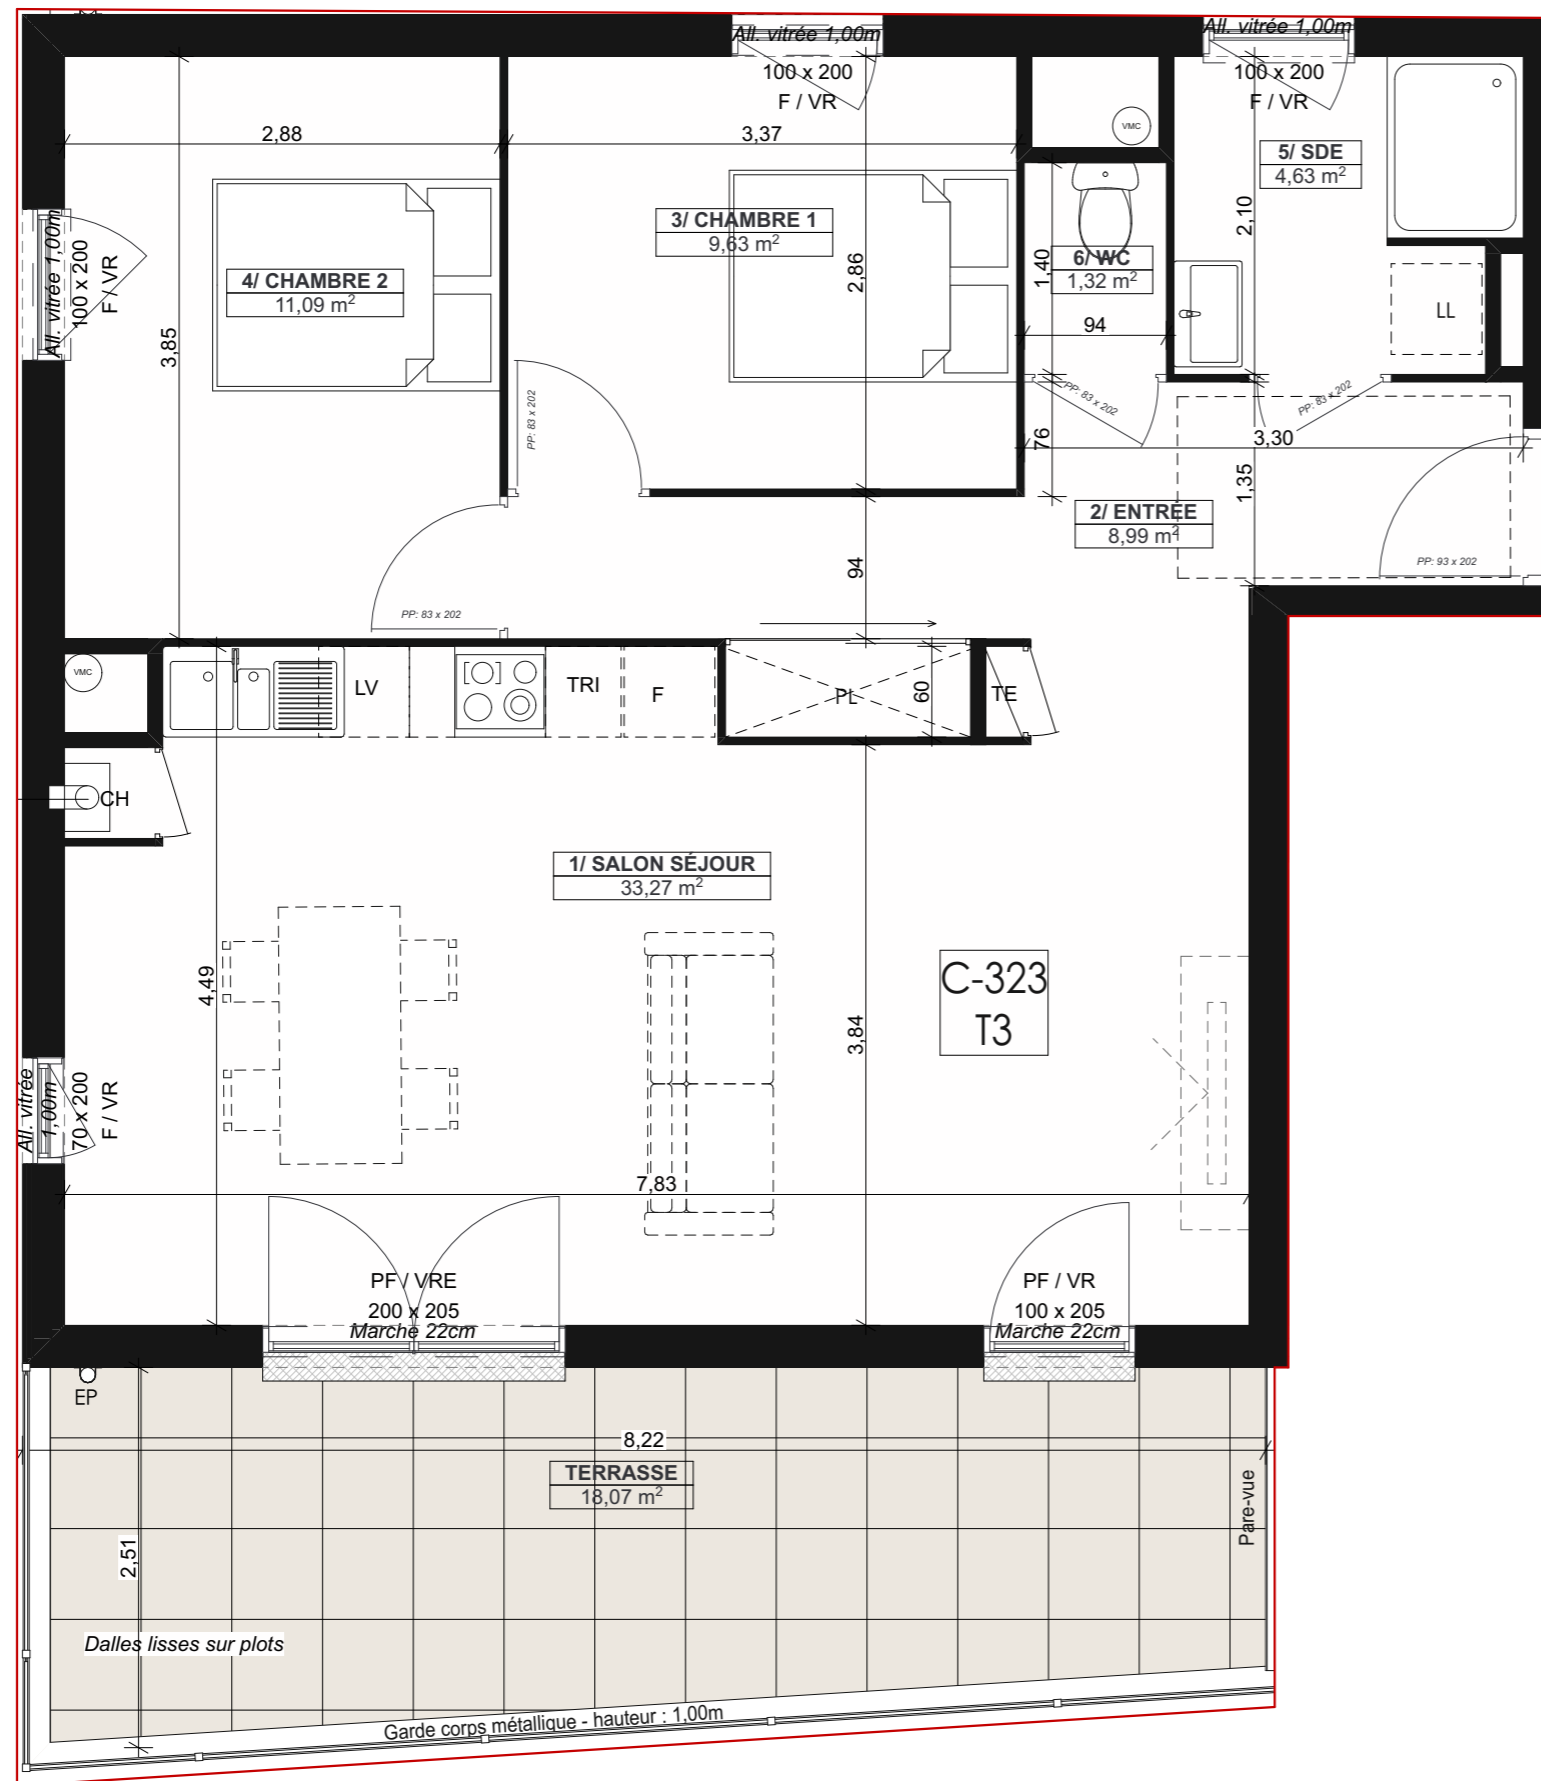 All. vitrée 1,00m
100 x 200
F / VR
All. vitrée 1,00m
100 x 200
F / VR
2,88
3,37
VMC
5/ SDE
4,63 m²
3/ CHAMBRE 1
9,63 m²
2,10
All. vitrée 1,00m
100 x 200
F / VR
4/ CHAMBRE 2
11,09 m²
2,86
1,40
6/ WC
1,32 m²
94
LL
3,85
PP: 83 x 202
PP: 83 x 202
PP: 83 x 202
76
3,30
1,35
2/ ENTRÉE
8,99 m²
94
PP: 93 x 202
PP: 83 x 202
VMC
LV
TRI
F
PL
60
TE
CH
1/ SALON SÉJOUR
33,27 m²
4,49
C-323
T3
3,84
All. vitrée
1,00m
70 x 200
F / VR
7,83
PF / VRE
200 x 205
Marche 22cm
PF / VR
100 x 205
Marche 22cm
EP
8,22
TERRASSE
18,07 m²
Pare-vue
2,51
Dalles lisses sur plots
Garde corps métallique - hauteur : 1,00m